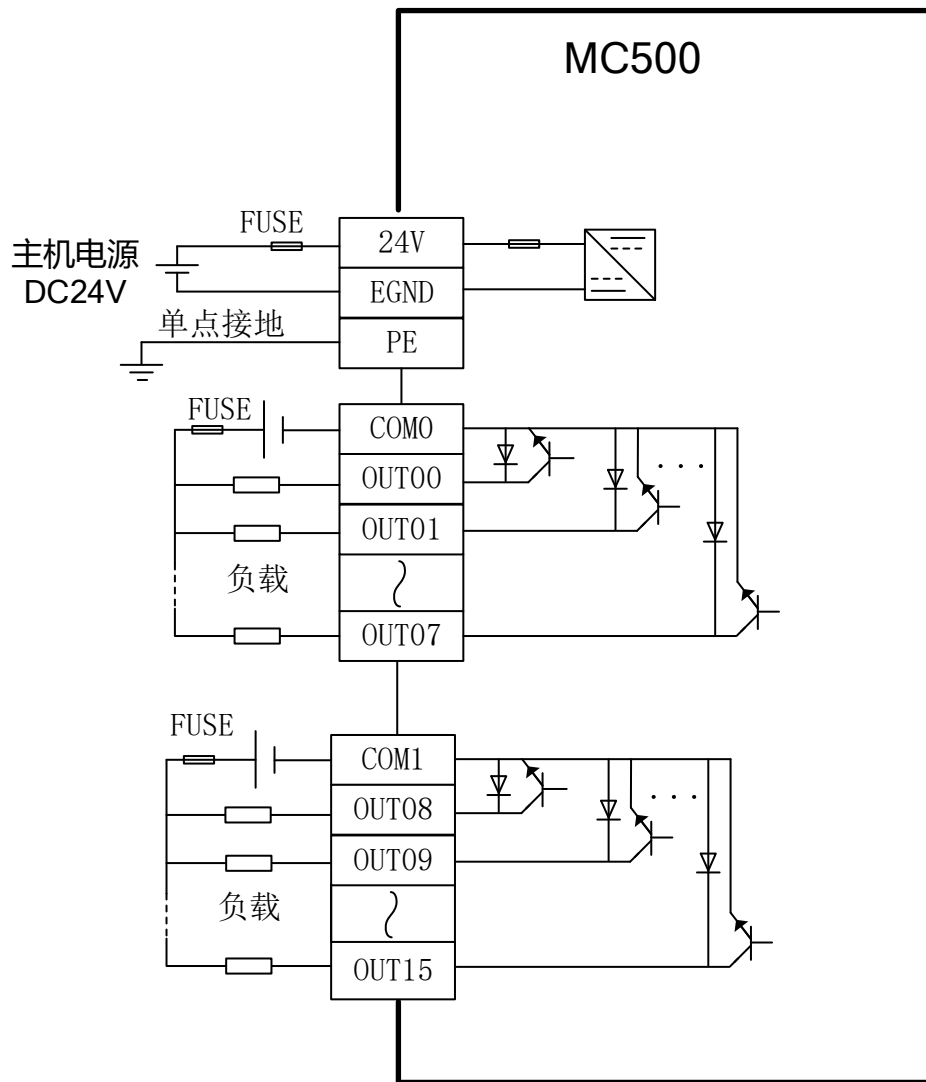 MC500
FUSE
24V
主机电源
DC24V
EGND
单点接地
PE
FUSE
COM0
OUT00
OUT01
负载
OUT07
FUSE
COM1
OUT08
OUT09
负载
OUT15